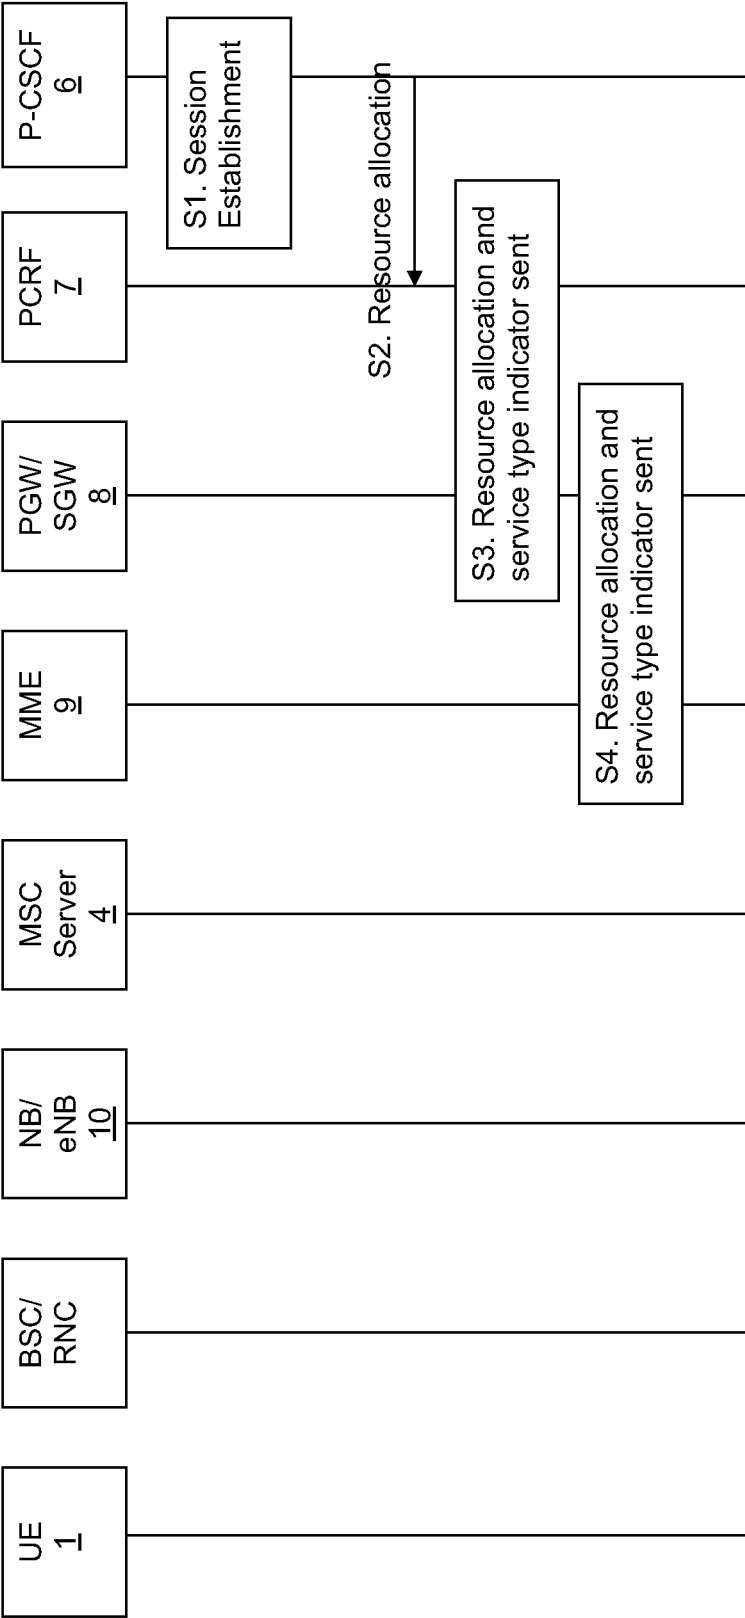 UE
1
BSC/
RNC
NB/
eNB
10
MSC
Server
4
MME
9
PGW/
SGW
8
PCRF
7
P-CSCF
6
S1. Session
Establishment
S2. Resource allocation
S3. Resource allocation and
service type indicator sent
S4. Resource allocation and
service type indicator sent